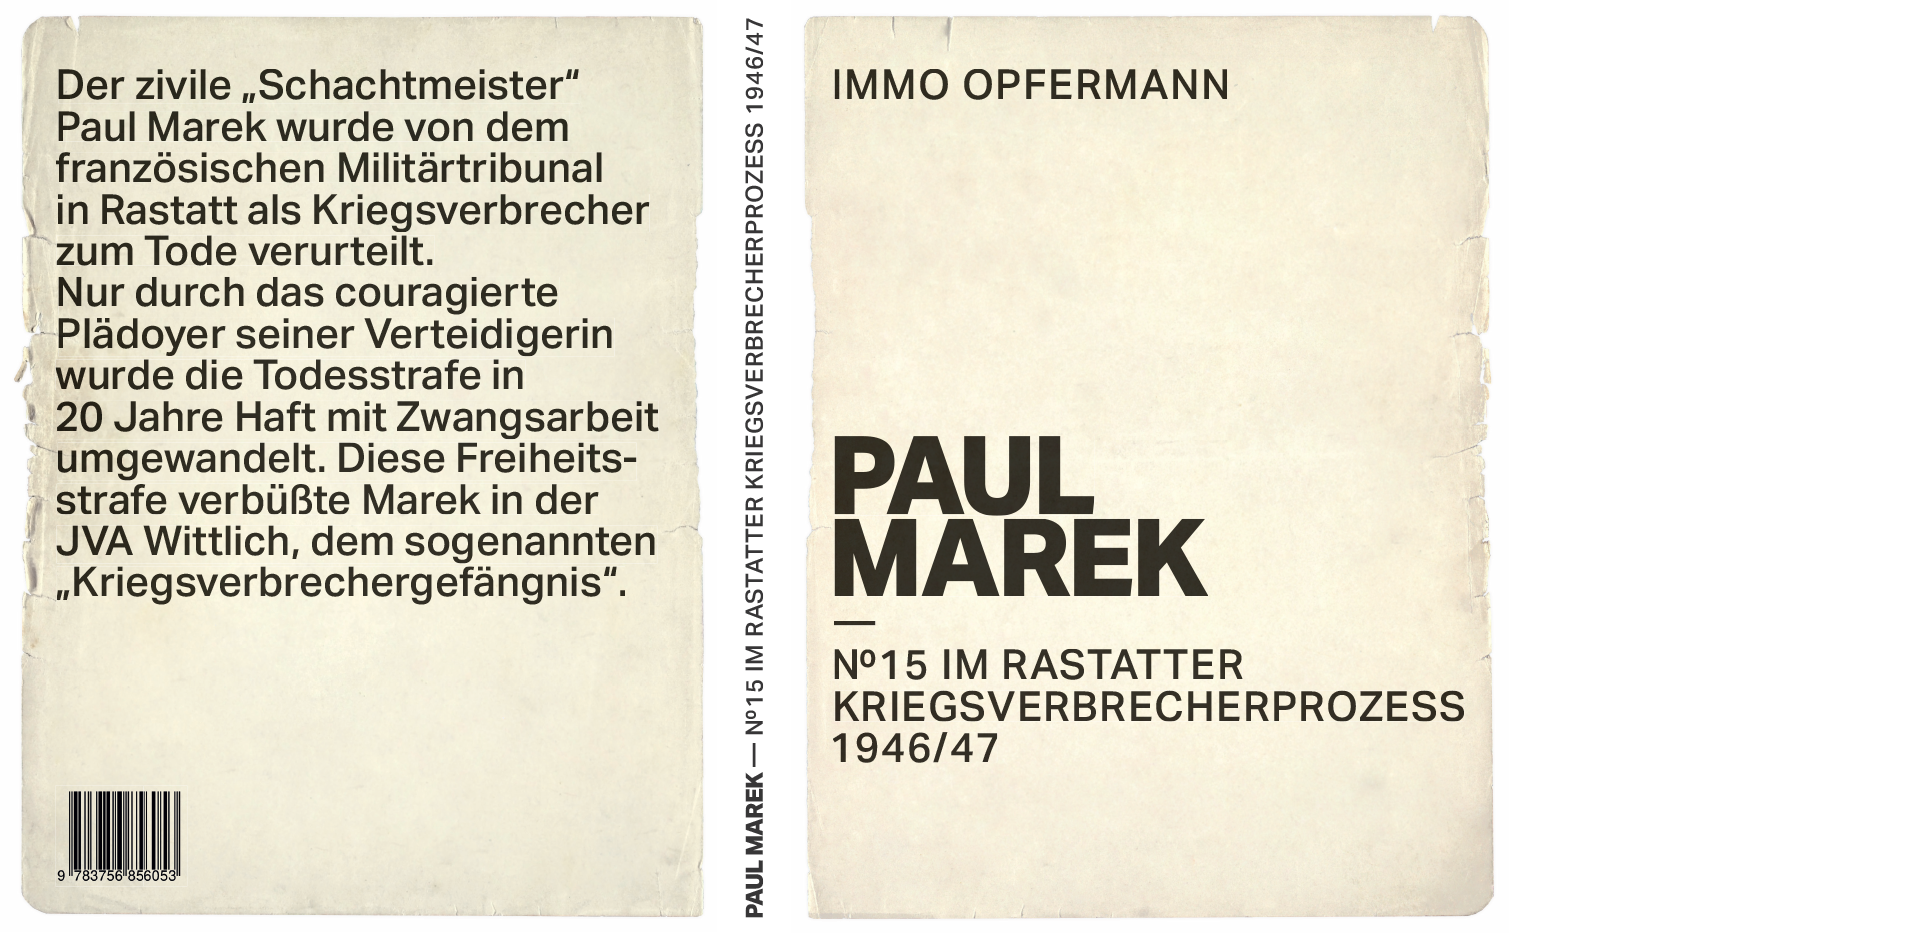 Der zivile „Schachtmeister“
Paul Marek wurde von dem
französischen Militärtribunal
in Rastatt als Kriegsverbrecher
zum Tode verurteilt.
Nur durch das couragierte
Plädoyer seiner Verteidigerin
wurde die Todesstrafe in
20 Jahre Haft mit Zwangsarbeit
umgewandelt. Diese Freiheits-
strafe verbüßte Marek in der
JVA Wittlich, dem sogenannten
„Kriegsverbrechergefängnis“.
9 783756 856053
PAUL MAREK — Nº15 IM RASTATTER KRIEGSVERBRECHERPROZESS 1946/47
IMMO OPFERMANN
PAUL
MAREK
—
Nº15 IM RASTATTER
KRIEGSVERBRECHERPROZESS
1946/47